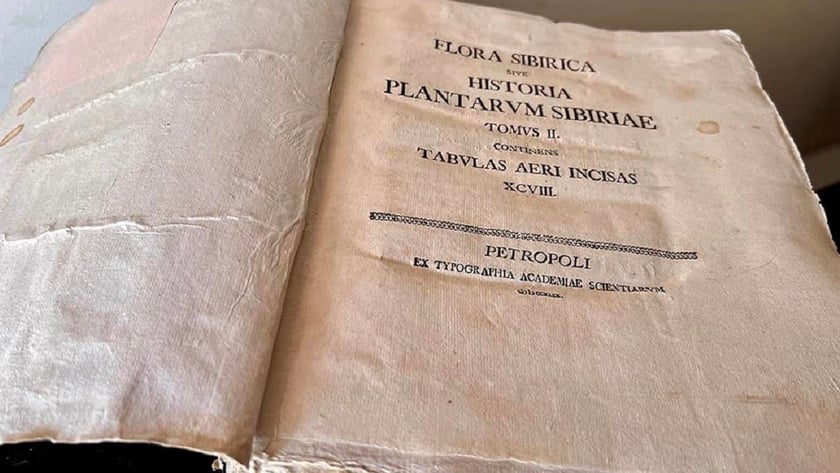 FLORA SIBIRICA
SIVE
HISTORIA
PLANTARVM SIBIRIAE
TOMVS II.
CONTINENS
TABVLAS AERI INCISAS
XCVIII.
PETROPOLI
EX TYPOGRAPHIA ACADEMIAE SCIENTIARVM